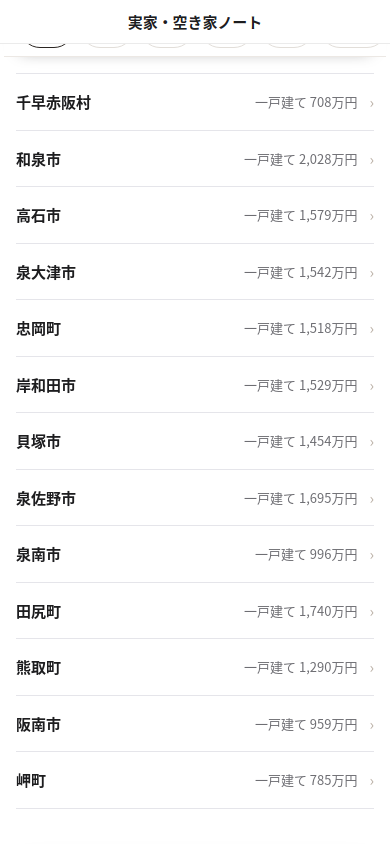 実家・空き家ノート
千早赤阪村 一戸建て 708万円 ›
和泉市 一戸建て 2,028万円 ›
高石市 一戸建て 1,579万円 ›
泉大津市 一戸建て 1,542万円 ›
忠岡町 一戸建て 1,518万円 ›
岸和田市 一戸建て 1,529万円 ›
貝塚市 一戸建て 1,454万円 ›
泉佐野市 一戸建て 1,695万円 ›
泉南市 一戸建て 996万円 ›
田尻町 一戸建て 1,740万円 ›
熊取町 一戸建て 1,290万円 ›
阪南市 一戸建て 959万円 ›
岬町 一戸建て 785万円 ›